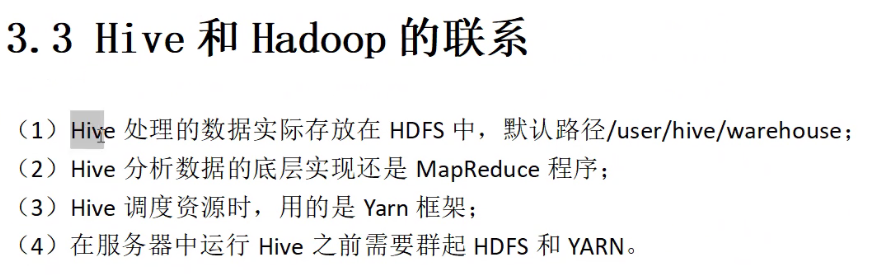 3.3 Hive 和 Hadoop 的联系
（1）Hive 处理的数据实际存放在 HDFS 中，默认路径/user/hive/warehouse；
（2）Hive 分析数据的底层实现还是 MapReduce 程序；
（3）Hive 调度资源时，用的是 Yarn 框架；
（4）在服务器中运行 Hive 之前需要群起 HDFS 和 YARN。